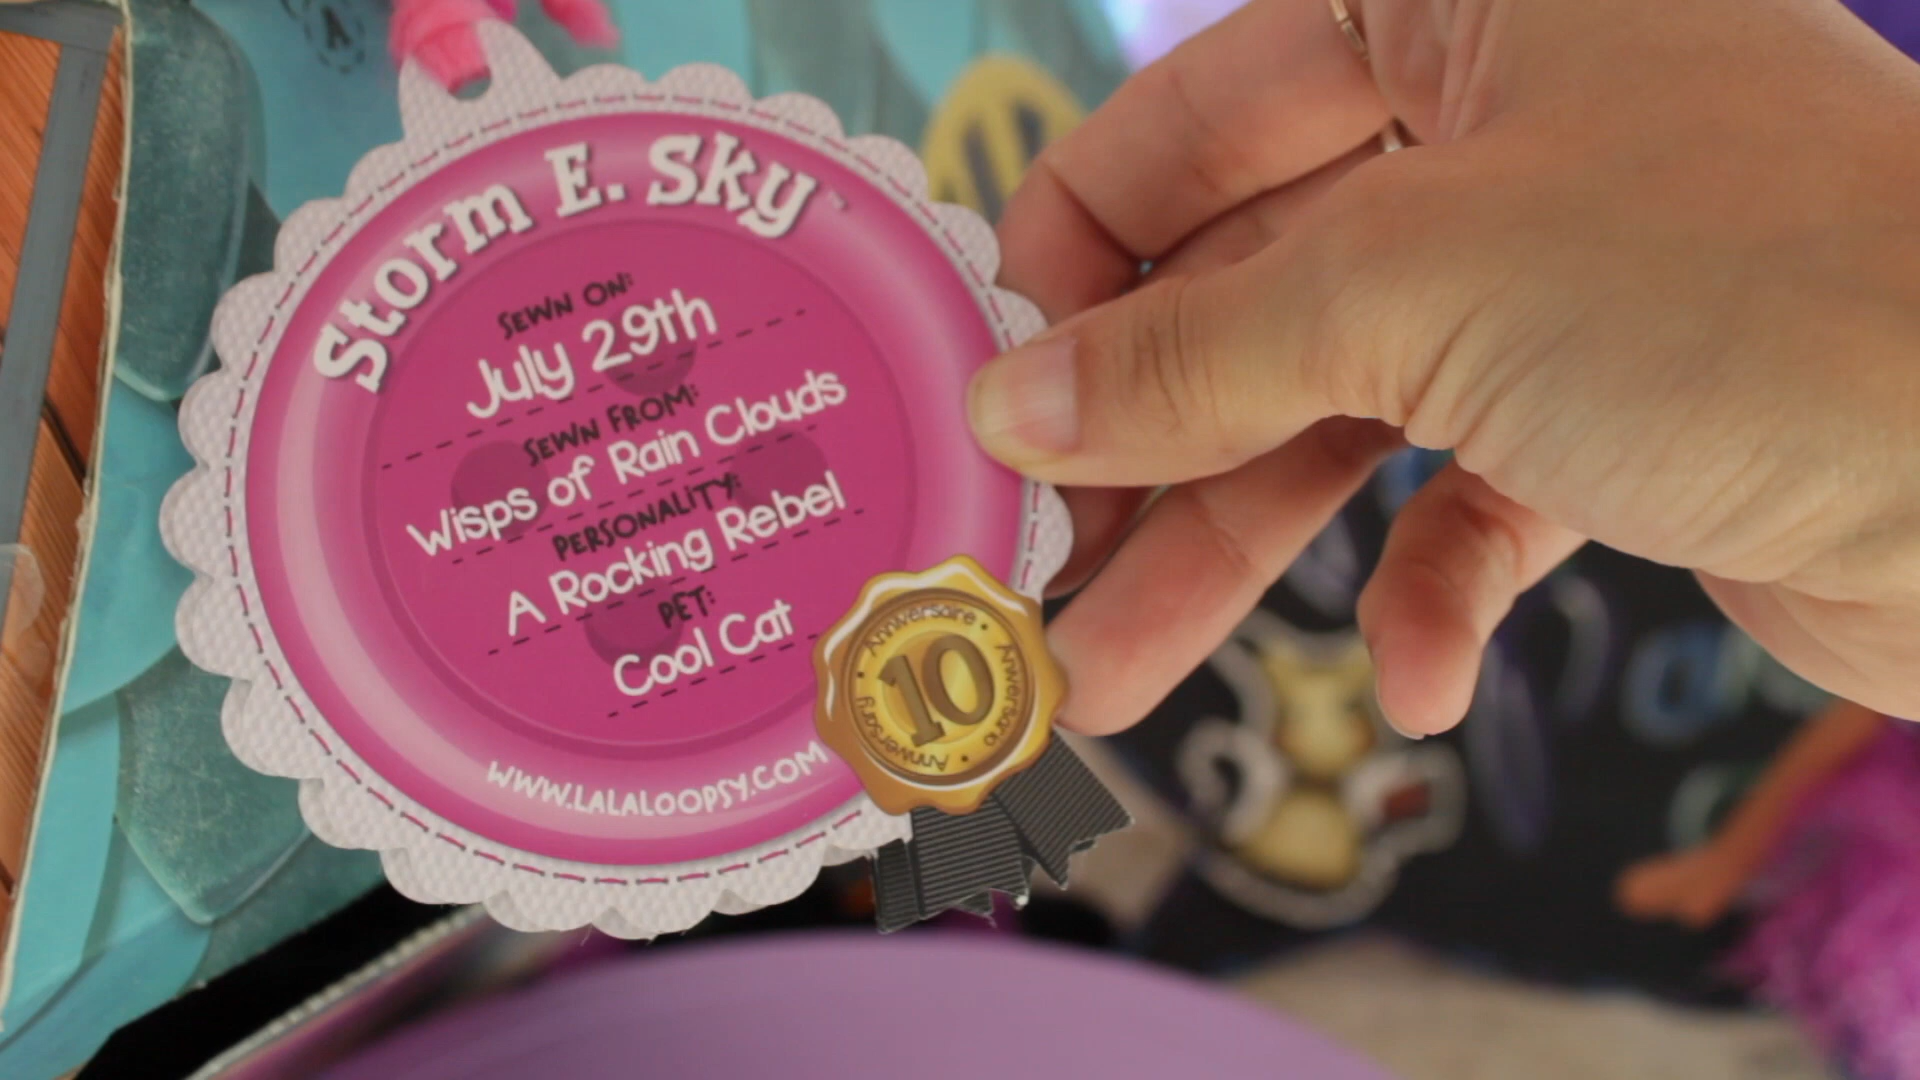 Storm E. Sky™
SEWN ON:
July 29th
SEWN FROM:
Wisps of Rain Clouds
PERSONALITY:
A Rocking Rebel
PET:
Cool Cat
WWW.LALALOOPSY.COM
Anniversaire • Anniversario • Anniversary •
10